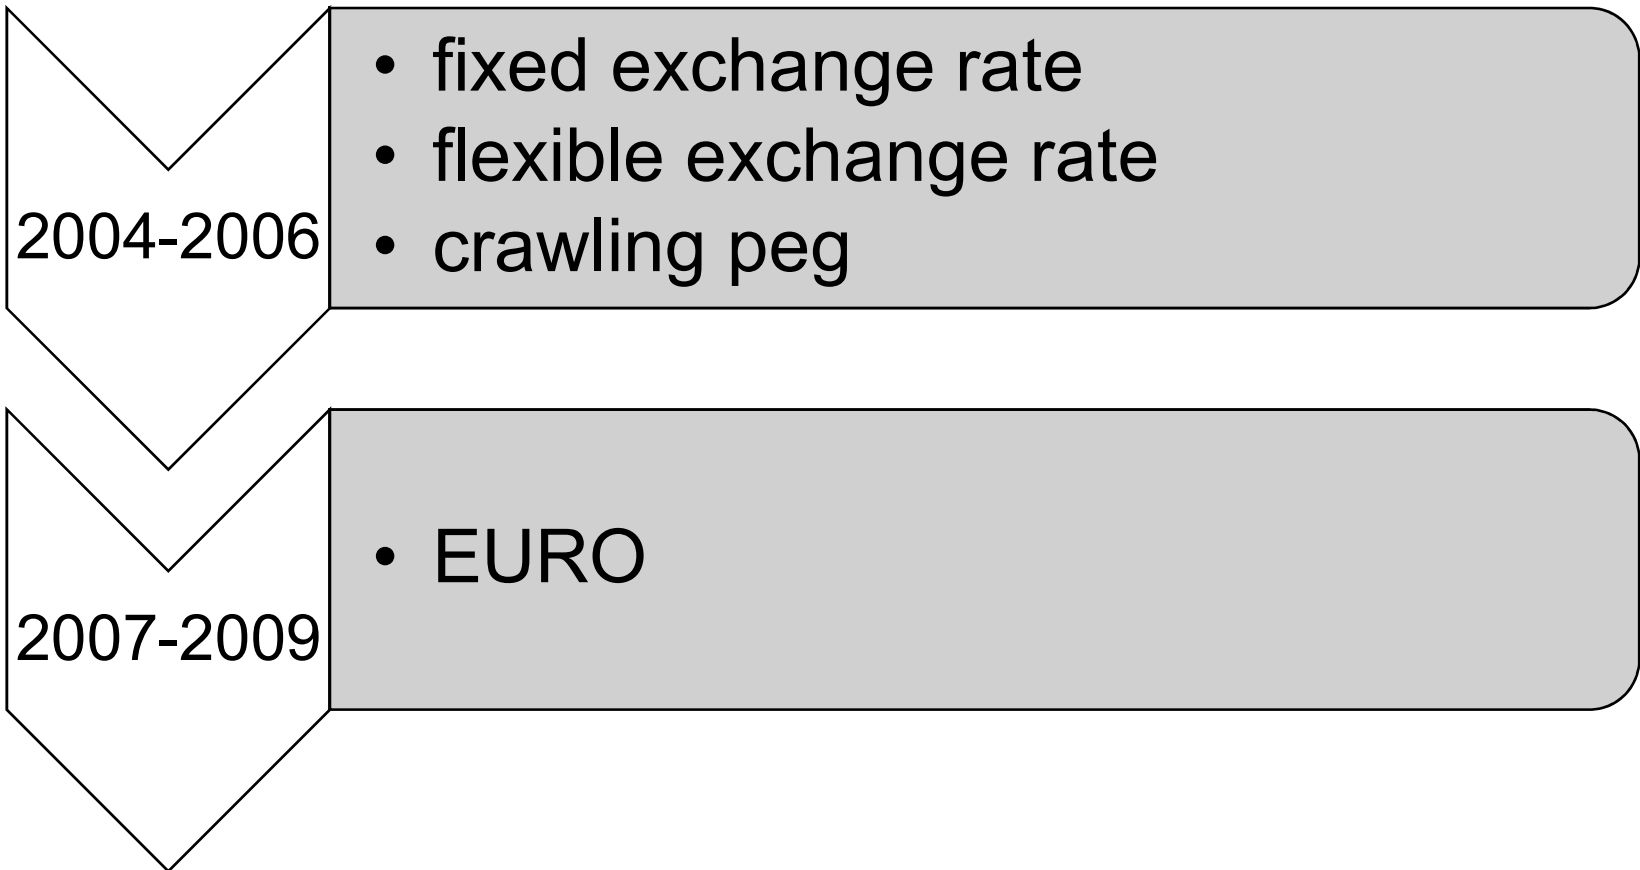 2004-2006
• fixed exchange rate
• flexible exchange rate
• crawling peg
2007-2009
• EURO